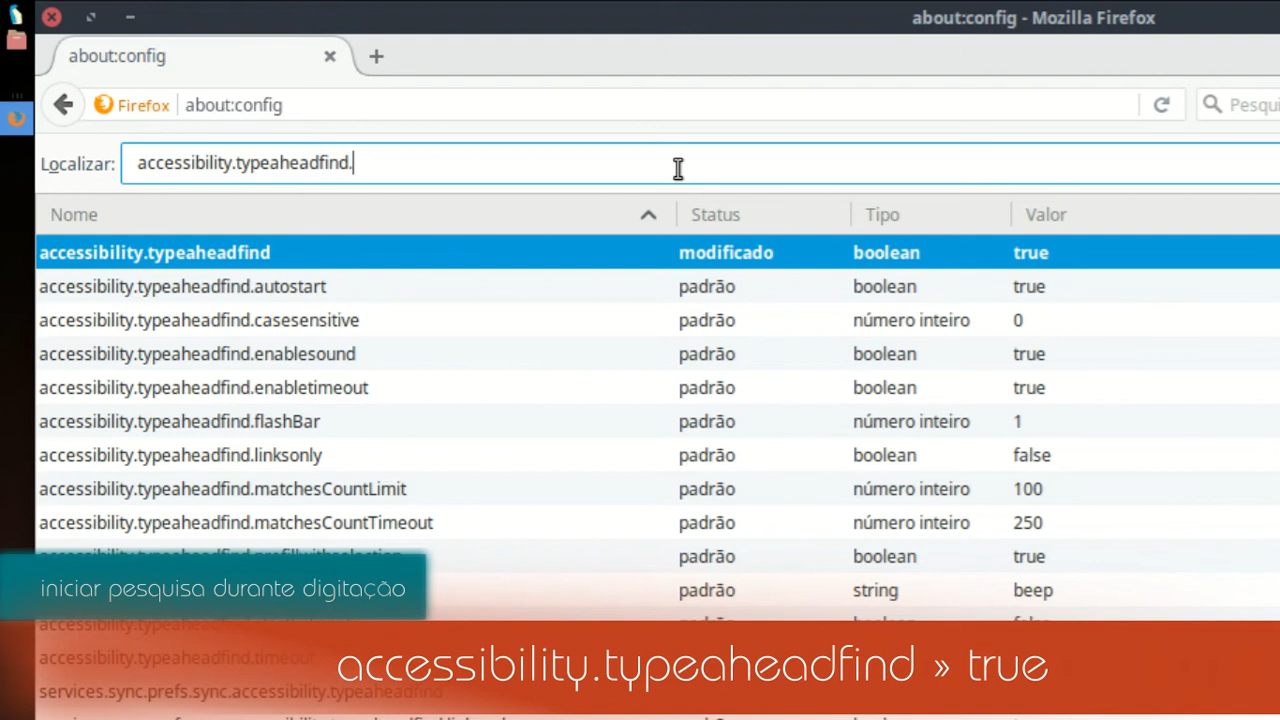 about:config - Mozilla Firefox
about:config
Firefox about:config Pesqui
Localizar: accessibility.typeaheadfind.
Nome Status Tipo Valor
accessibility.typeaheadfind modificado boolean true
accessibility.typeaheadfind.autostart padrão boolean true
accessibility.typeaheadfind.casesensitive padrão número inteiro 0
accessibility.typeaheadfind.enablesound padrão boolean true
accessibility.typeaheadfind.enabletimeout padrão boolean true
accessibility.typeaheadfind.flashBar padrão número inteiro 1
accessibility.typeaheadfind.linksonly padrão boolean false
accessibility.typeaheadfind.matchesCountLimit padrão número inteiro 100
accessibility.typeaheadfind.matchesCountTimeout padrão número inteiro 250
padrão boolean true
iniciar pesquisa durante digitação
padrão string beep
accessibility.typeaheadfind.timeout
accessibility.typeaheadfind » true
services.sync.prefs.sync.accessibility.typeaheadfind